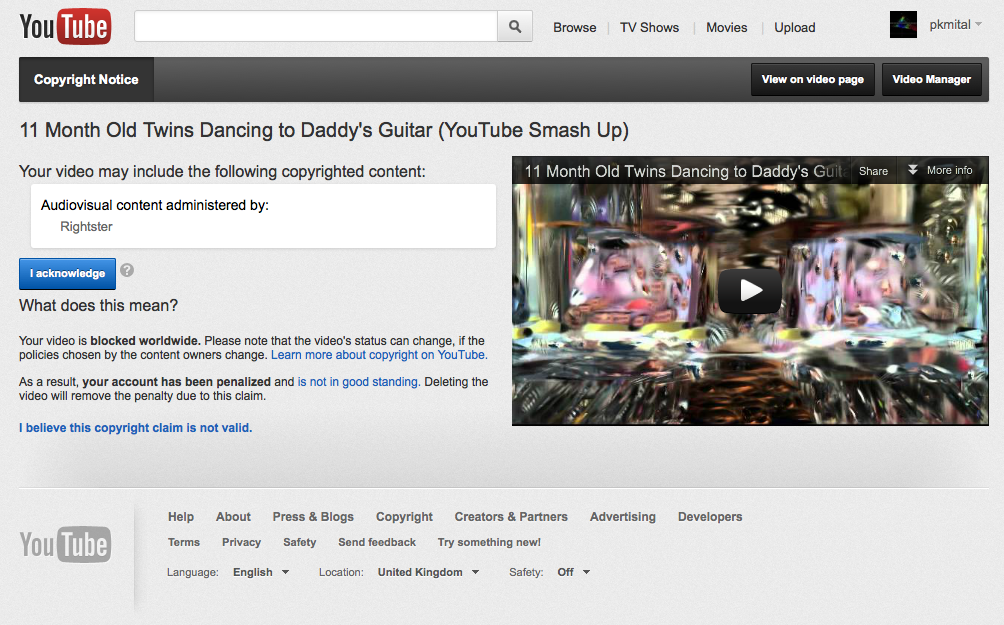 YouTube
Browse TV Shows Movies Upload
pkmital
Copyright Notice
View on video page Video Manager
11 Month Old Twins Dancing to Daddy's Guitar (YouTube Smash Up)
Your video may include the following copyrighted content:
Audiovisual content administered by:
Rightster
I acknowledge ?
What does this mean?
Your video is blocked worldwide. Please note that the video's status can change, if the
policies chosen by the content owners change. Learn more about copyright on YouTube.
As a result, your account has been penalized and is not in good standing. Deleting the
video will remove the penalty due to this claim.
I believe this copyright claim is not valid.
11 Month Old Twins Dancing to Daddy's Guit
Share More info
YouTube
Help About Press & Blogs Copyright Creators & Partners Advertising Developers
Terms Privacy Safety Send feedback Try something new!
Language: English Location: United Kingdom Safety: Off